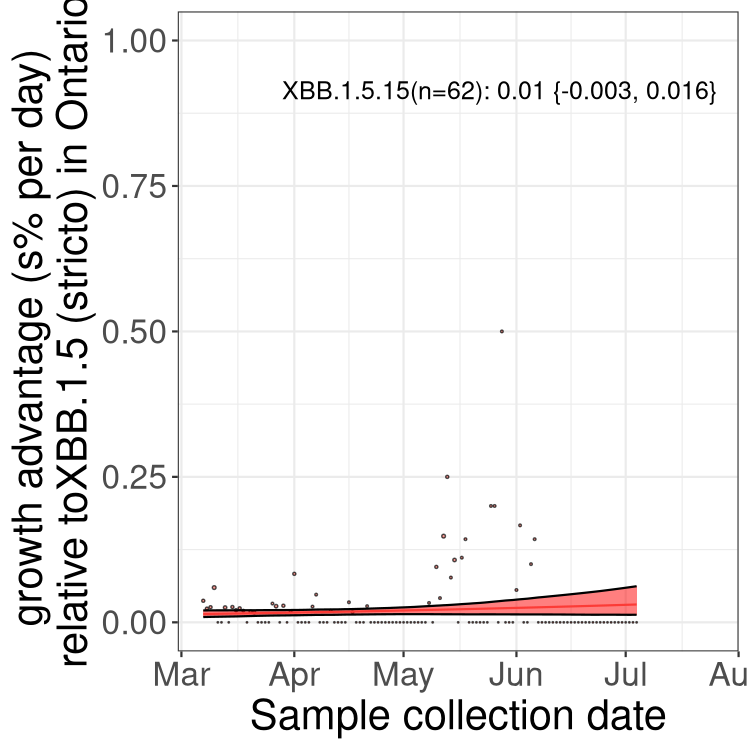 growth advantage (s% per day)
relative toXBB.1.5 (stricto) in Ontario
1.00
XBB.1.5.15(n=62): 0.01 {-0.003, 0.016}
0.75
0.50
0.25
0.00
Mar Apr May Jun Jul Au
Sample collection date